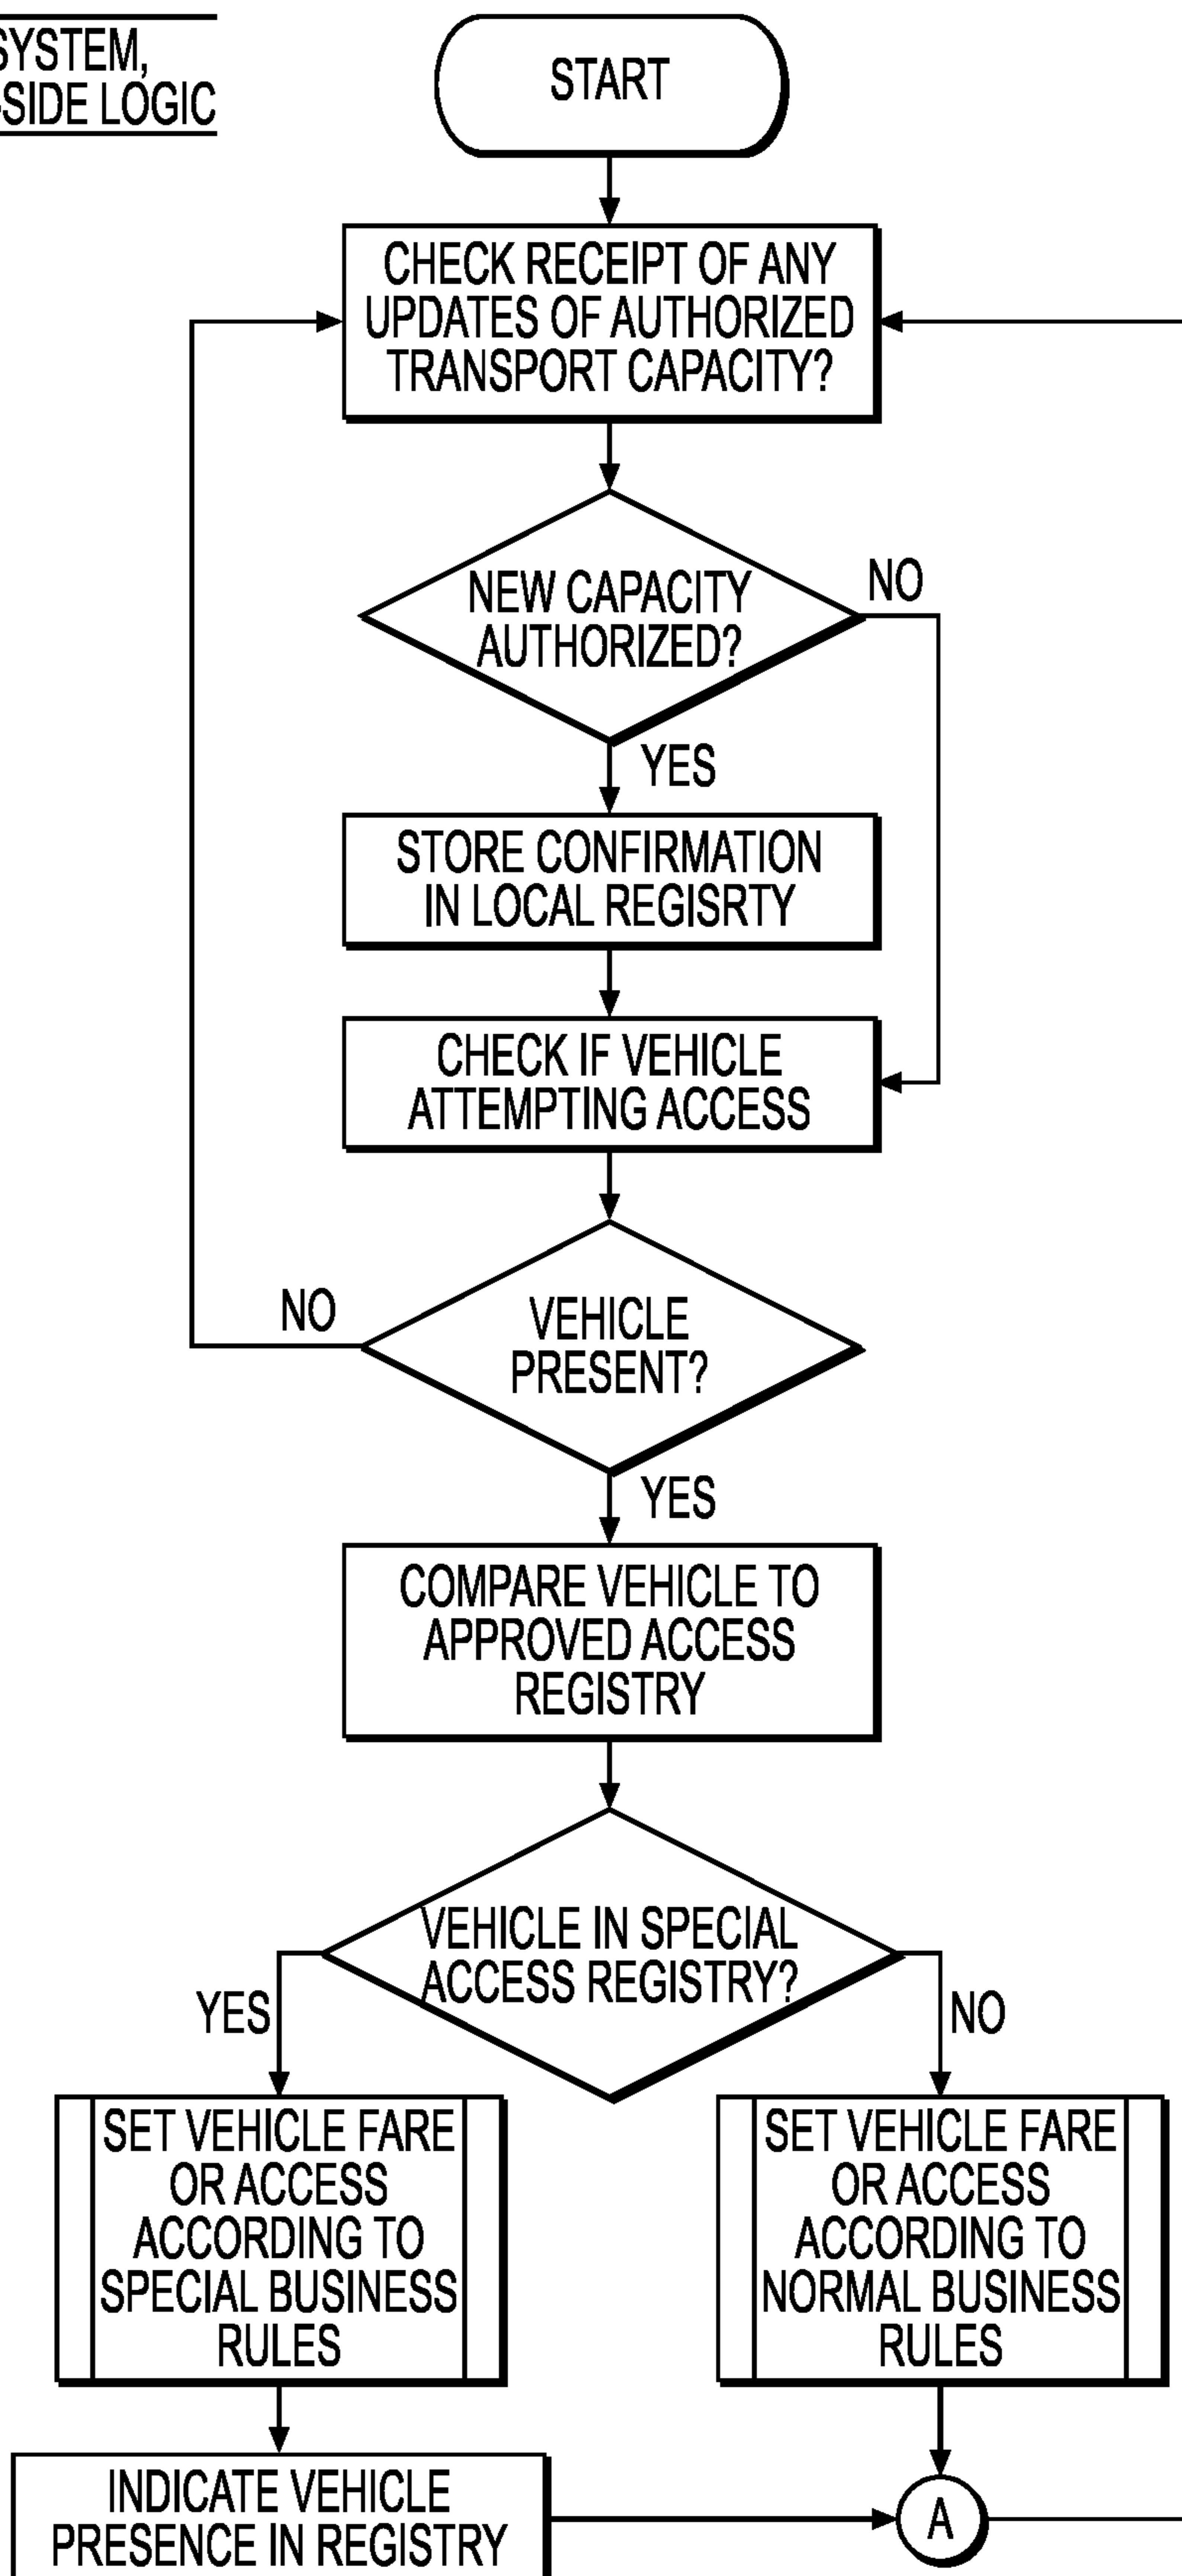 SYSTEM,
-SIDE LOGIC
START
CHECK RECEIPT OF ANY
UPDATES OF AUTHORIZED
TRANSPORT CAPACITY?
NEW CAPACITY
AUTHORIZED?
NO
YES
STORE CONFIRMATION
IN LOCAL REGISRTY
CHECK IF VEHICLE
ATTEMPTING ACCESS
VEHICLE
PRESENT?
NO
YES
COMPARE VEHICLE TO
APPROVED ACCESS
REGISTRY
VEHICLE IN SPECIAL
ACCESS REGISTRY?
YES
NO
SET VEHICLE FARE
OR ACCESS
ACCORDING TO
SPECIAL BUSINESS
RULES
SET VEHICLE FARE
OR ACCESS
ACCORDING TO
NORMAL BUSINESS
RULES
INDICATE VEHICLE
PRESENCE IN REGISTRY
A